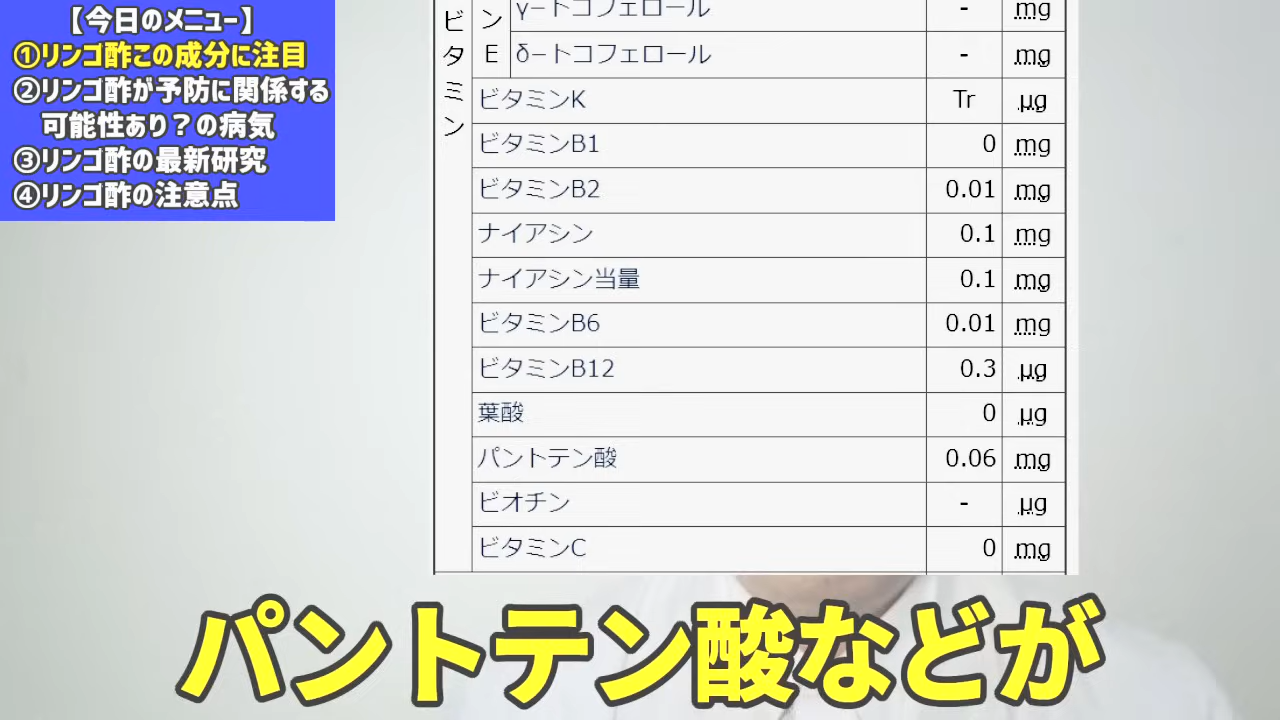 【今日のメニュー】
①リンゴ酢この成分に注目
②リンゴ酢が予防に関係する
可能性あり？の病気
③リンゴ酢の最新研究
④リンゴ酢の注意点
ビタミン
ンE
γ−トコフェロール - mg
δ−トコフェロール - mg
ビタミンK Tr µg
ビタミンB1 0 mg
ビタミンB2 0.01 mg
ナイアシン 0.1 mg
ナイアシン当量 0.1 mg
ビタミンB6 0.01 mg
ビタミンB12 0.3 µg
葉酸 0 µg
パントテン酸 0.06 mg
ビオチン - µg
ビタミンC 0 mg
パントテン酸などが